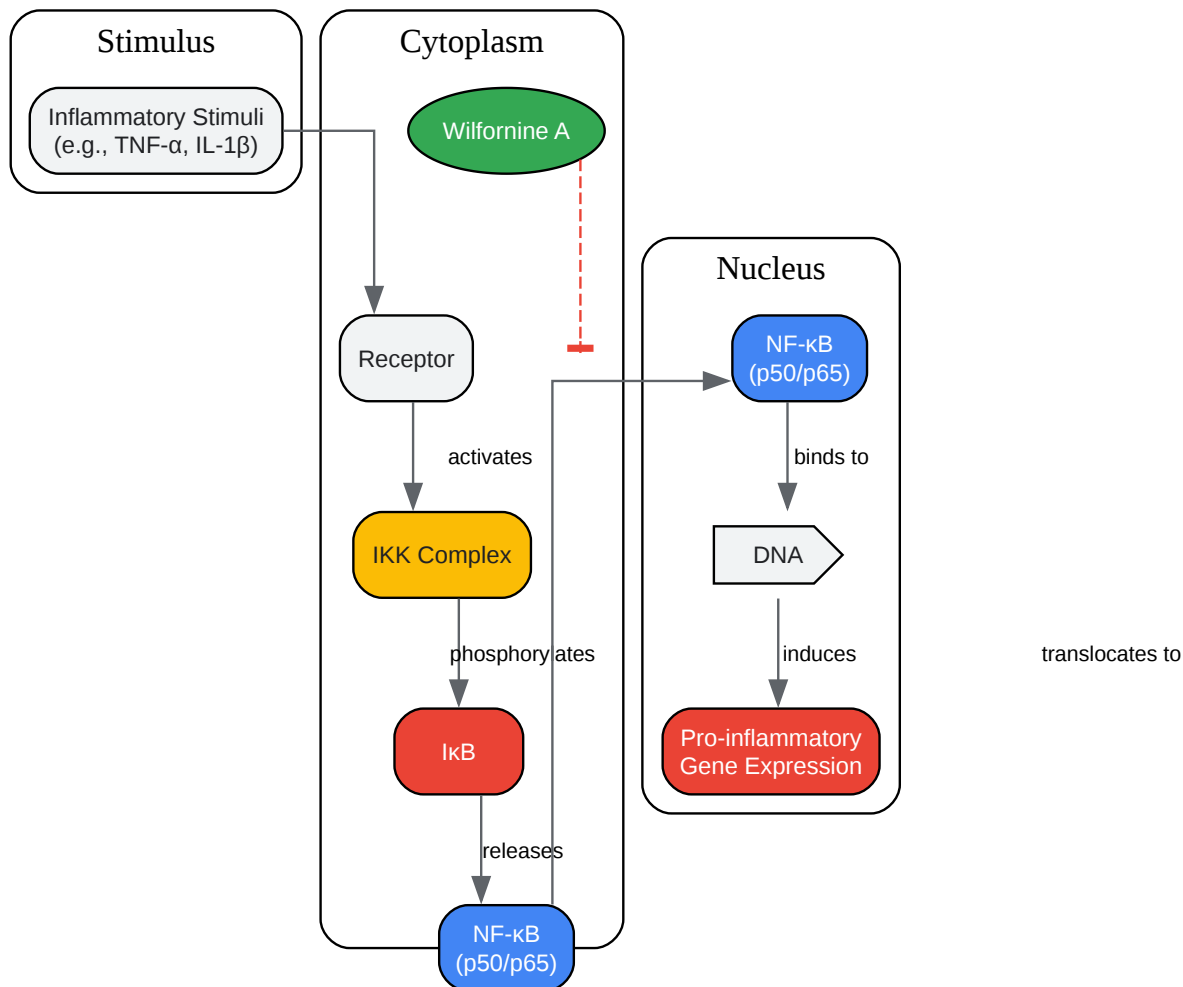 Stimulus
Inflammatory Stimuli
(e.g., TNF-α, IL-1β)
Cytoplasm
Wilfornine A
Receptor
activates
IKK Complex
phosphorylates
IκB
releases
NF-κB
(p50/p65)
Nucleus
NF-κB
(p50/p65)
binds to
DNA
induces
Pro-inflammatory
Gene Expression
translocates to